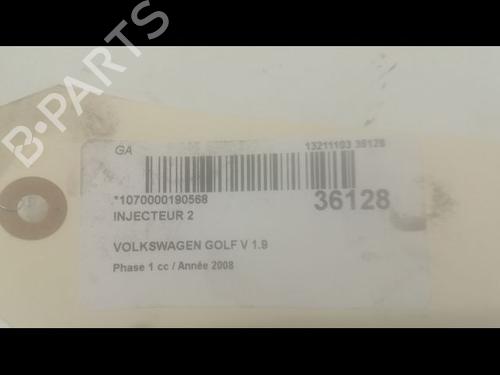 B-PARTS
GA
13211103 36128
*1070000190568
36128
INJECTEUR 2
VOLKSWAGEN GOLF V 1.9
Phase 1 cc / Année 2008